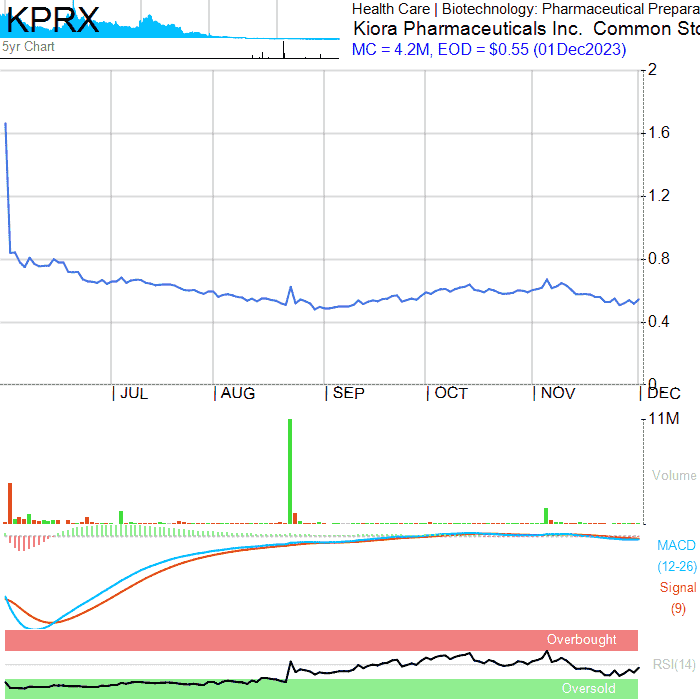 KPRX
5yr Chart
Health Care | Biotechnology: Pharmaceutical Prepara
Kiora Pharmaceuticals Inc.  Common Sto
MC = 4.2M, EOD = $0.55 (01Dec2023)
2
1.6
1.2
0.8
0.4
0
JUL
AUG
SEP
OCT
NOV
DEC
11M
Volume
MACD
(12-26)
Signal
(9)
Overbought
RSI(14)
Oversold